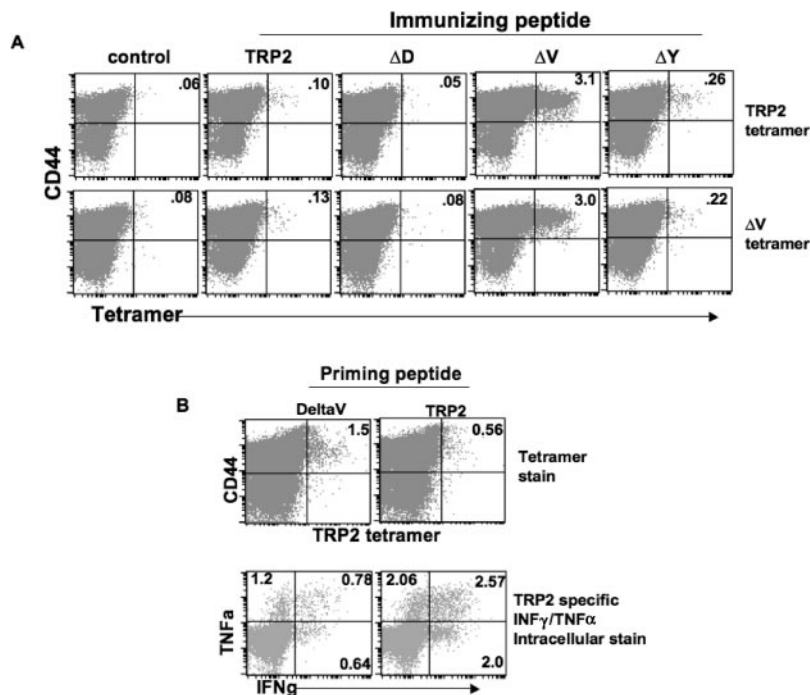 Immunizing peptide
A
control TRP2 ΔD ΔV ΔY
.06 .10 .05 3.1 .26
TRP2
tetramer
CD44
.08 .13 .08 3.0 .22
ΔV
tetramer
Tetramer
Priming peptide
B
DeltaV TRP2
1.5 0.56
Tetramer
stain
CD44
TRP2 tetramer
1.2 0.78 2.06 2.57
TRP2 specific
INFγ/TNFα
Intracellular stain
TNFa
0.64 2.0
IFNg